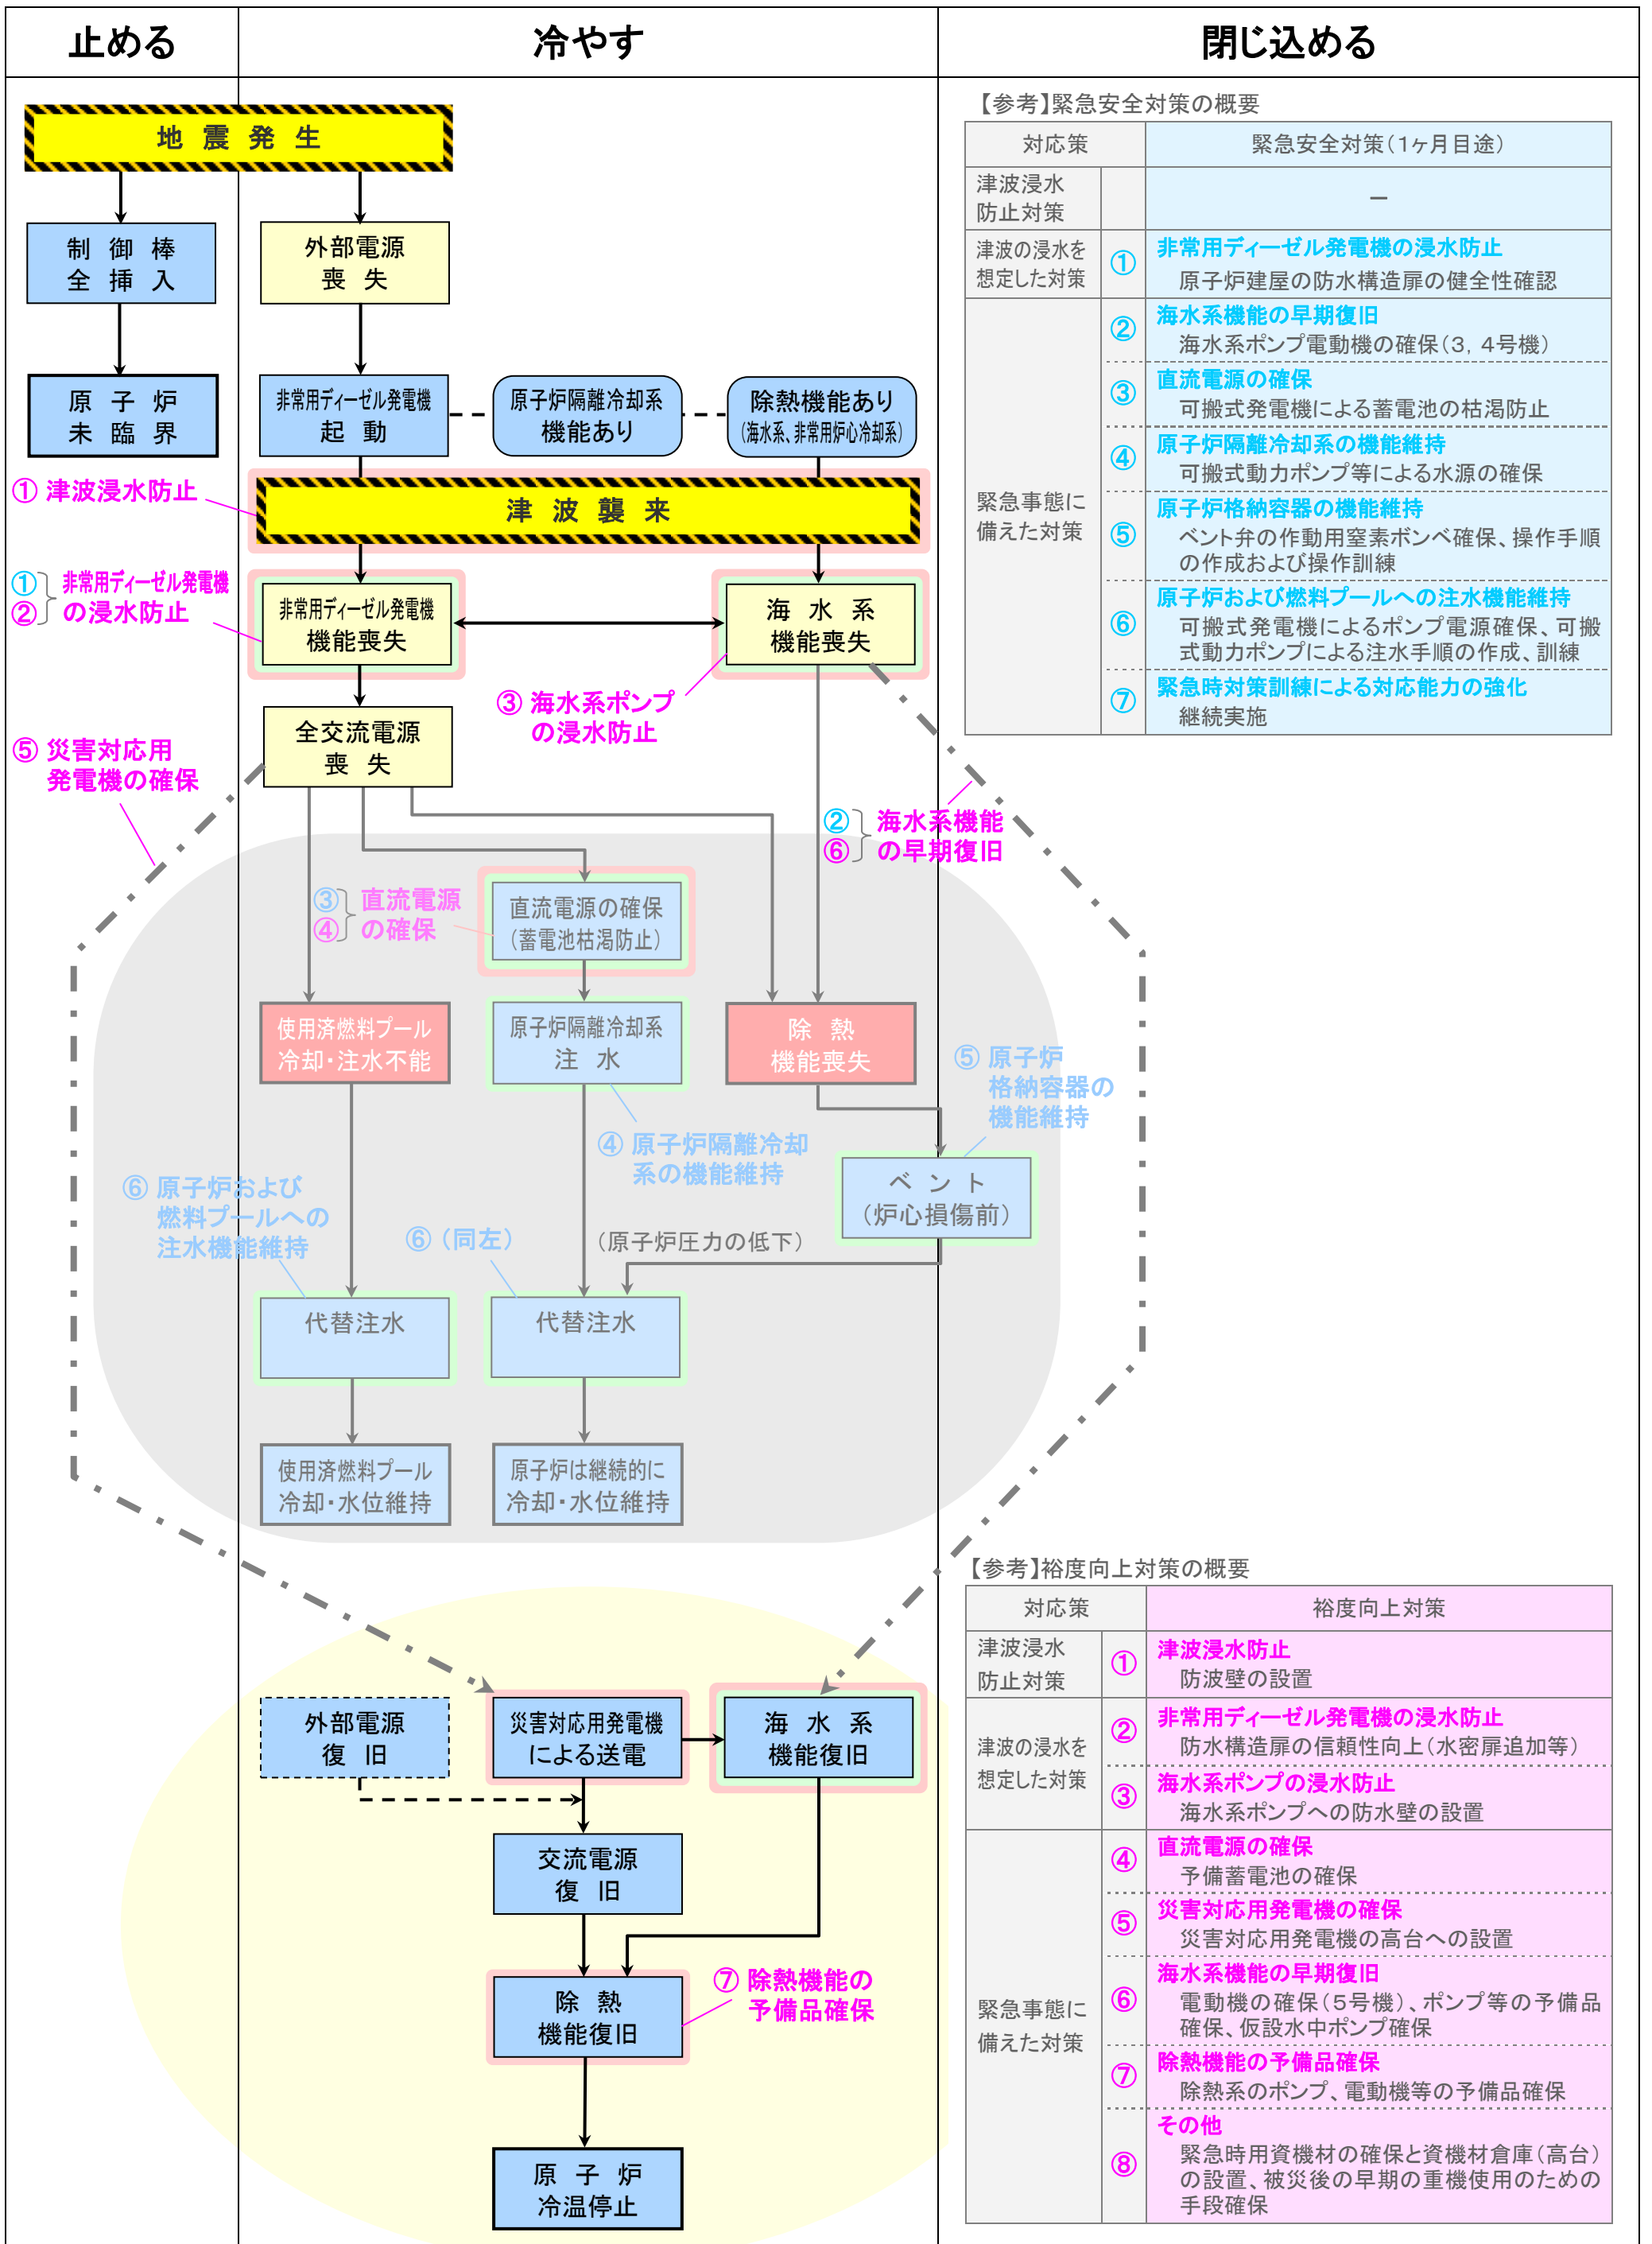 止める
冷やす
閉じ込める
地震発生
制御棒
全挿入
外部電源
喪失
原子炉
未臨界
非常用ディーゼル発電機
起動
原子炉隔離冷却系
機能あり
除熱機能あり
（海水系、非常用炉心冷却系）
① 津波浸水防止
津波襲来
①
②
非常用ディーゼル発電機
の浸水防止
非常用ディーゼル発電機
機能喪失
海水系
機能喪失
③ 海水系ポンプ
の浸水防止
全交流電源
喪失
⑤ 災害対応用
発電機の確保
②
⑥
海水系機能
の早期復旧
③
④
直流電源
の確保
直流電源の確保
（蓄電池枯渇防止）
使用済燃料プール
冷却・注水不能
原子炉隔離冷却系
注水
除熱
機能喪失
⑤ 原子炉
格納容器の
機能維持
④ 原子炉隔離冷却
系の機能維持
ベント
（炉心損傷前）
⑥ 原子炉および
燃料プールへの
注水機能維持
⑥（同左）
（原子炉圧力の低下）
代替注水
代替注水
使用済燃料プール
冷却・水位維持
原子炉は継続的に
冷却・水位維持
外部電源
復旧
災害対応用発電機
による送電
海水系
機能復旧
交流電源
復旧
除熱
機能復旧
⑦ 除熱機能の
予備品確保
原子炉
冷温停止
【参考】緊急安全対策の概要
対応策
緊急安全対策（1ヶ月目途）
津波浸水
防止対策
－
津波の浸水を
想定した対策
①
非常用ディーゼル発電機の浸水防止
原子炉建屋の防水構造扉の健全性確認
緊急事態に
備えた対策
②
海水系機能の早期復旧
海水系ポンプ電動機の確保（3，4号機）
③
直流電源の確保
可搬式発電機による蓄電池の枯渇防止
④
原子炉隔離冷却系の機能維持
可搬式動力ポンプ等による水源の確保
⑤
原子炉格納容器の機能維持
ベント弁の作動用窒素ボンベ確保、操作手順
の作成および操作訓練
⑥
原子炉および燃料プールへの注水機能維持
可搬式発電機によるポンプ電源確保、可搬
式動力ポンプによる注水手順の作成、訓練
⑦
緊急時対策訓練による対応能力の強化
継続実施
【参考】裕度向上対策の概要
対応策
裕度向上対策
津波浸水
防止対策
①
津波浸水防止
防波壁の設置
津波の浸水を
想定した対策
②
非常用ディーゼル発電機の浸水防止
防水構造扉の信頼性向上（水密扉追加等）
③
海水系ポンプの浸水防止
海水系ポンプへの防水壁の設置
緊急事態に
備えた対策
④
直流電源の確保
予備蓄電池の確保
⑤
災害対応用発電機の確保
災害対応用発電機の高台への設置
⑥
海水系機能の早期復旧
電動機の確保（5号機）、ポンプ等の予備品
確保、仮設水中ポンプ確保
⑦
除熱機能の予備品確保
除熱系のポンプ、電動機等の予備品確保
⑧
その他
緊急時用資機材の確保と資機材倉庫（高台）
の設置、被災後の早期の重機使用のための
手段確保